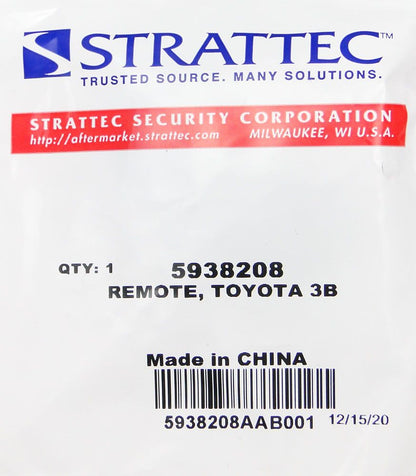 STRATTEC™
TRUSTED SOURCE. MANY SOLUTIONS.
STRATTEC SECURITY CORPORATION
http://aftermarket.strattec.com MILWAUKEE, WI U.S.A.
QTY: 1 5938208
REMOTE, TOYOTA 3B
Made in CHINA
5938208AAB001 12/15/20